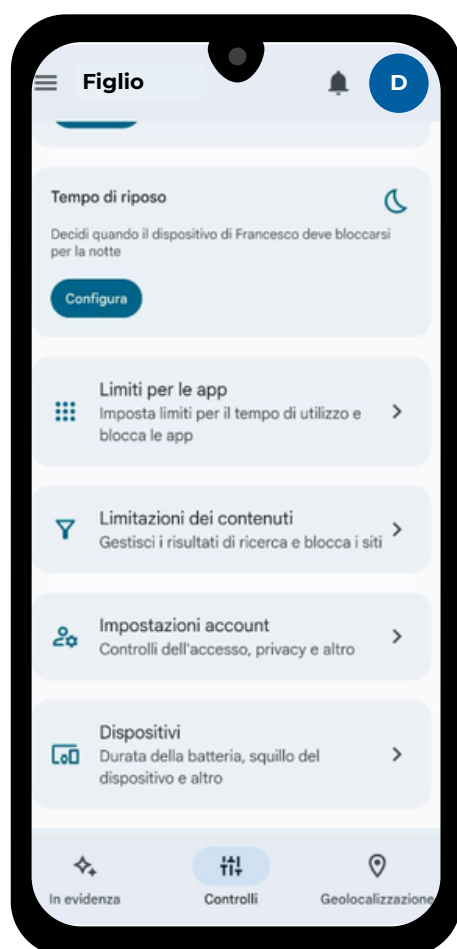 Figlio
D
Tempo di riposo
Decidi quando il dispositivo di Francesco deve bloccarsi
per la notte
Configura
Limiti per le app
Imposta limiti per il tempo di utilizzo e
blocca le app
Limitazioni dei contenuti
Gestisci i risultati di ricerca e blocca i siti
Impostazioni account
Controlli dell'accesso, privacy e altro
Dispositivi
Durata della batteria, squillo del
dispositivo e altro
In evidenza
Controlli
Geolocalizzazione